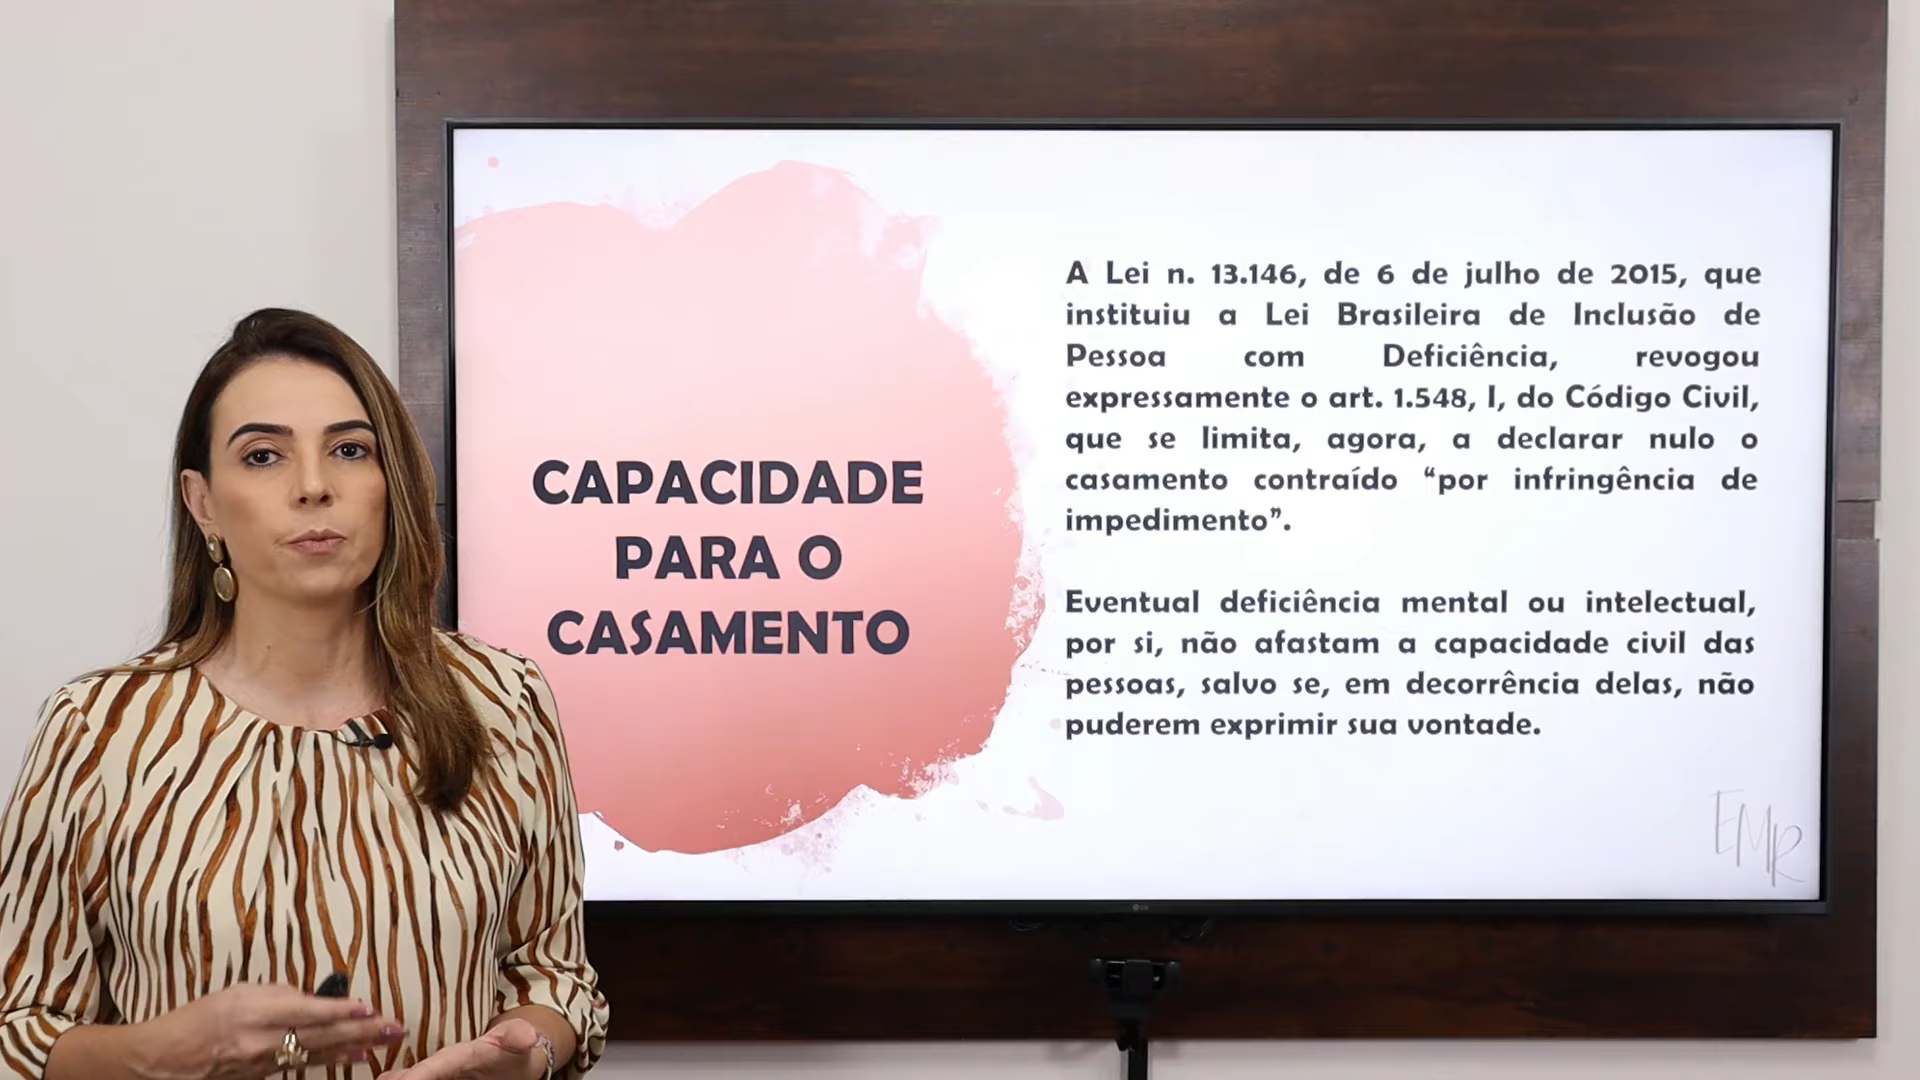 CAPACIDADE
PARA O
CASAMENTO
A Lei n. 13.146, de 6 de julho de 2015, que
instituiu a Lei Brasileira de Inclusão de
Pessoa com Deficiência, revogou
expressamente o art. 1.548, I, do Código Civil,
que se limita, agora, a declarar nulo o
casamento contraído “por infringência de
impedimento”.
Eventual deficiência mental ou intelectual,
por si, não afastam a capacidade civil das
pessoas, salvo se, em decorrência delas, não
puderem exprimir sua vontade.
EMR
LG